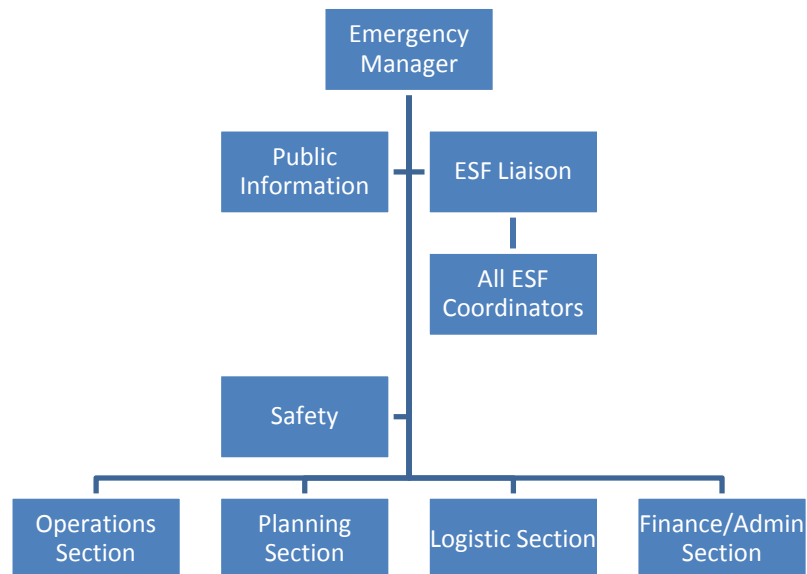 Emergency
Manager
Public
Information
ESF Liaison
All ESF
Coordinators
Safety
Operations
Section
Planning
Section
Logistic Section
Finance/Admin
Section